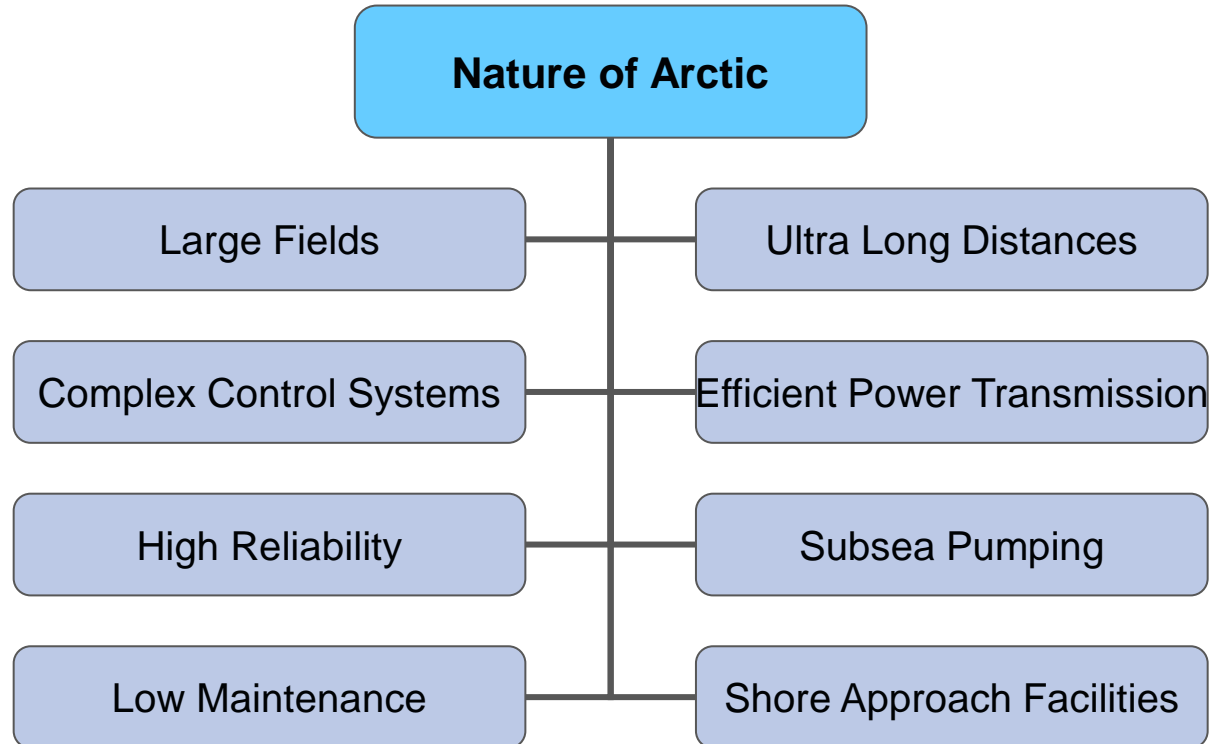 Nature of Arctic
Large Fields
Ultra Long Distances
Complex Control Systems
Efficient Power Transmission
High Reliability
Subsea Pumping
Low Maintenance
Shore Approach Facilities